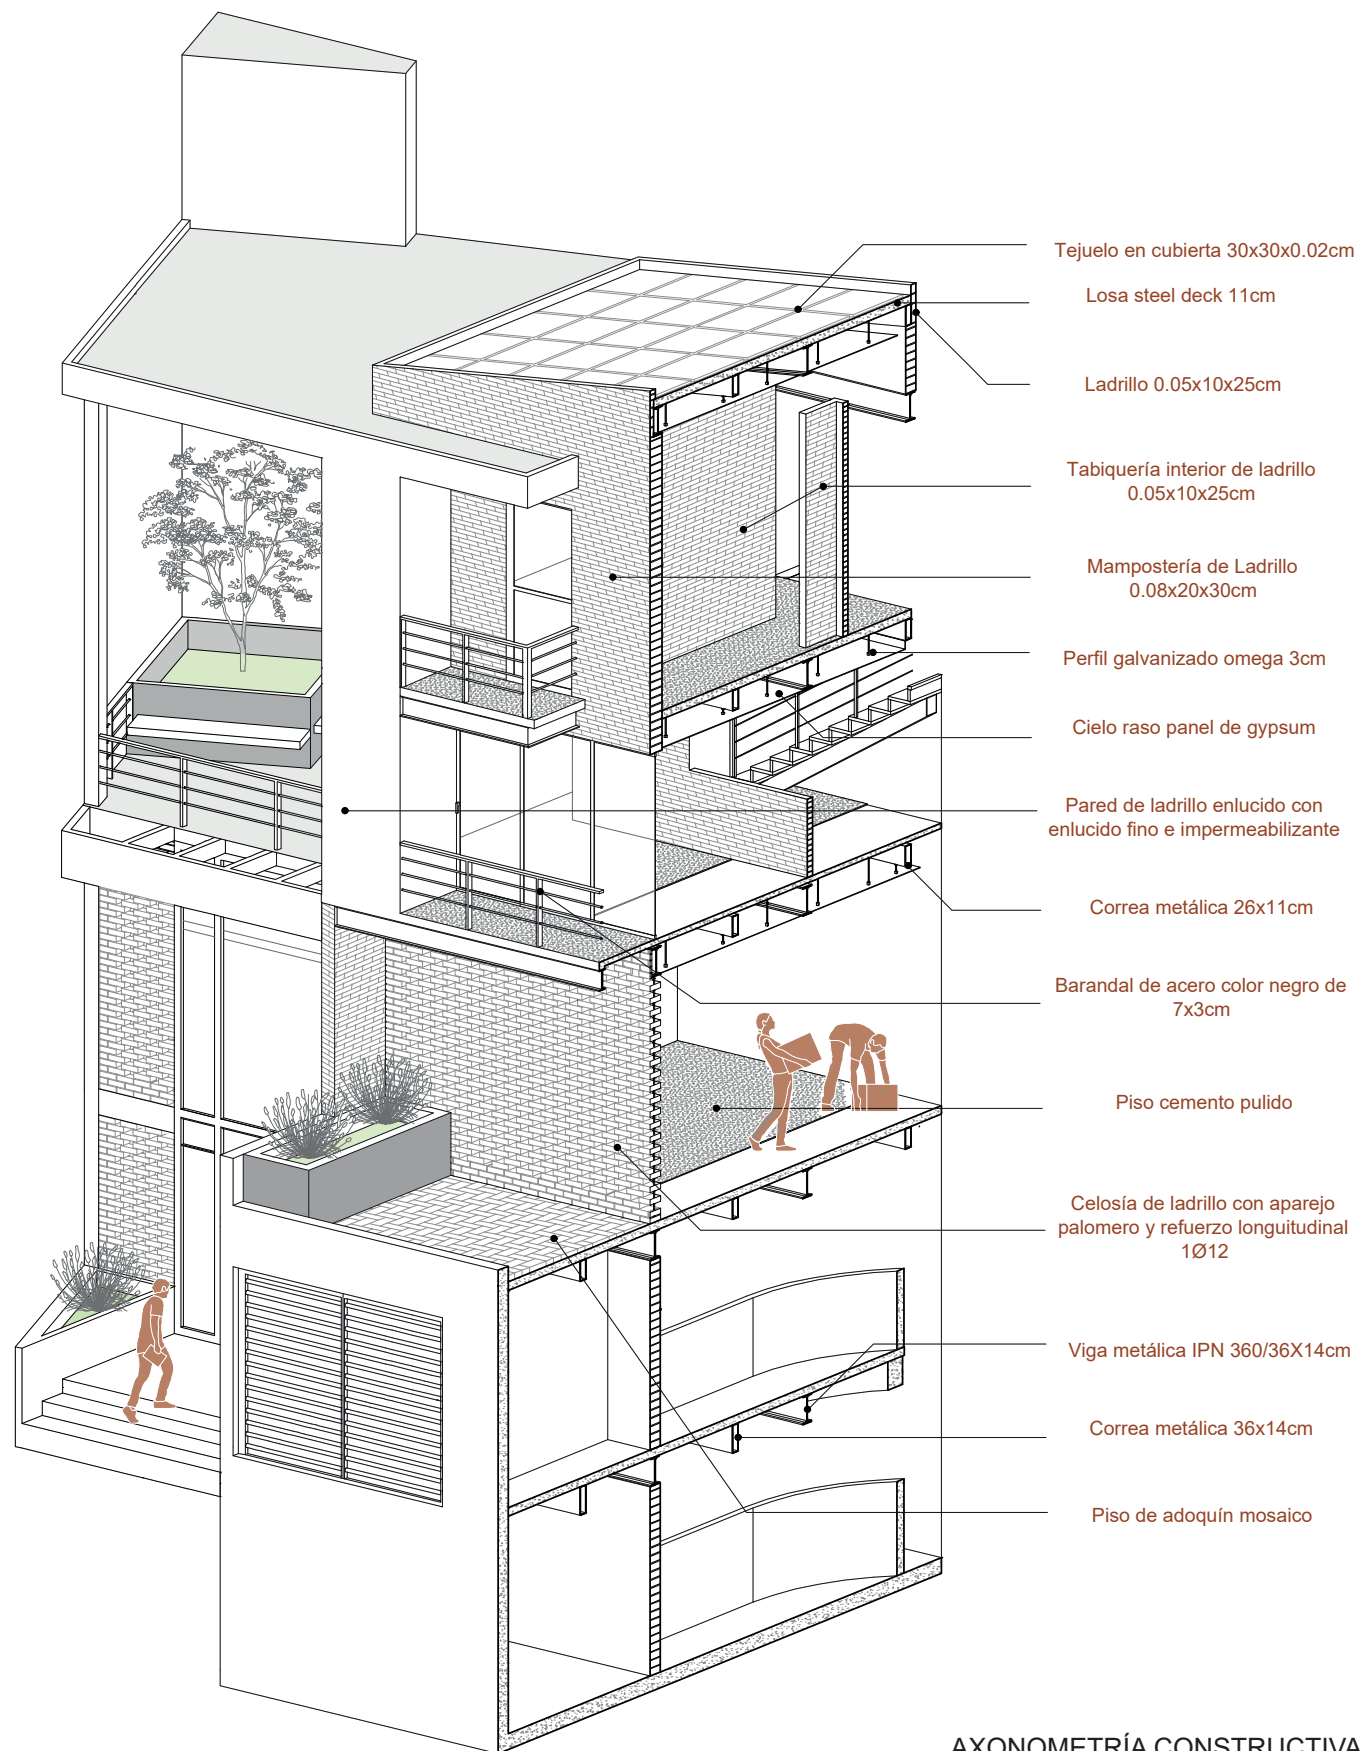 Tejuelo en cubierta 30x30x0.02cm
Losa steel deck 11cm
Ladrillo 0.05x10x25cm
Tabiquería interior de ladrillo
0.05x10x25cm
Mampostería de Ladrillo
0.08x20x30cm
Perfil galvanizado omega 3cm
Cielo raso panel de gypsum
Pared de ladrillo enlucido con
enlucido fino e impermeabilizante
Correa metálica 26x11cm
Barandal de acero color negro de
7x3cm
Piso cemento pulido
Celosía de ladrillo con aparejo
palomero y refuerzo longuitudinal
1Ø12
Viga metálica IPN 360/36X14cm
Correa metálica 36x14cm
Piso de adoquín mosaico
AXONOMETRÍA CONSTRUCTIVA